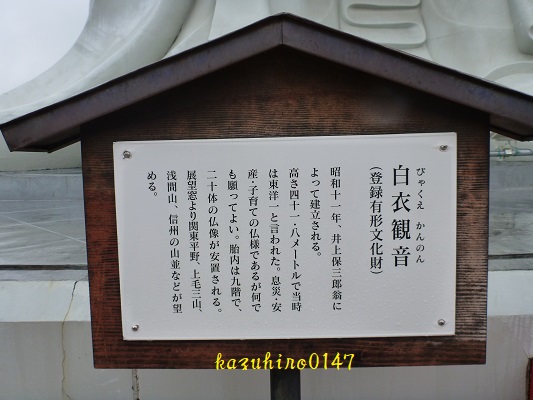 びゃくえ かんのん
白衣観音
(登録有形文化財)
昭和十一年、井上保三郎翁に
よって建立される。
高さ四十一・八メートルで当時
は東洋一と言われた。息災・安
産・子育ての仏様であるが何で
も願ってよい。胎内は九階で、
二十体の仏像が安置される。
展望窓より関東平野、上毛三山、
浅間山、信州の山並などが望
める。
kazuhiro0147